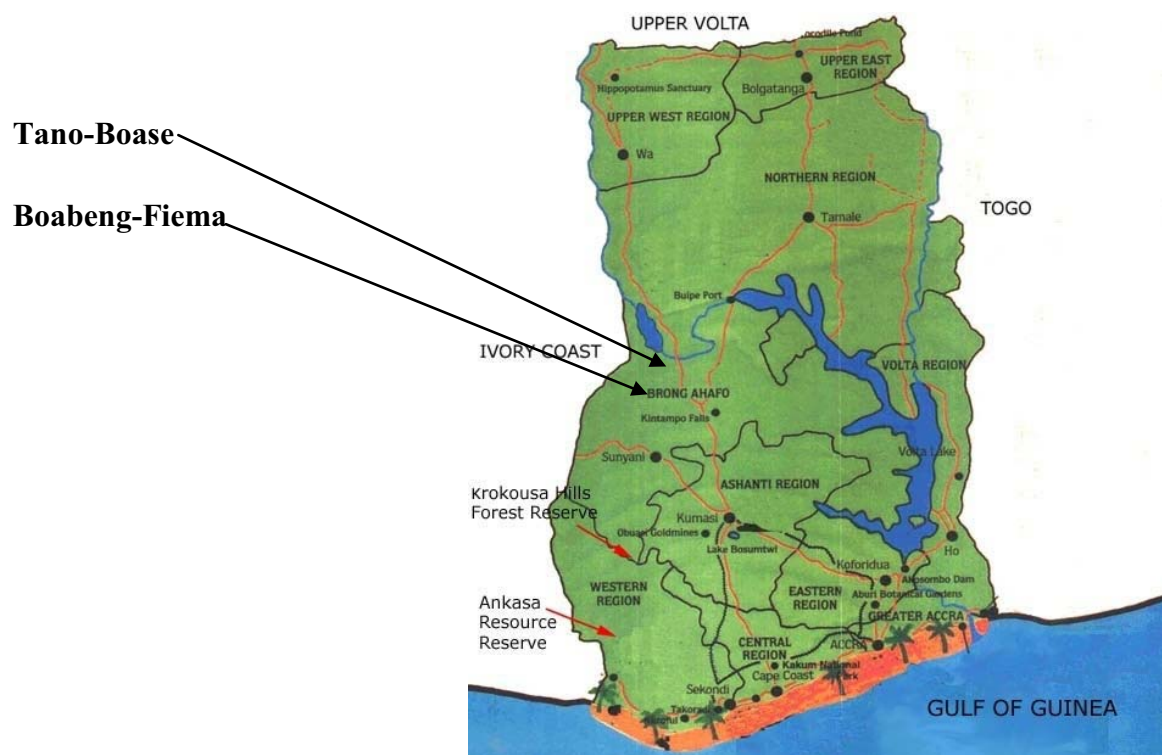 UPPER VOLTA
ocodile Pond
UPPER EAST
REGION
Hippopotamus Sanctuary
Bolgatanga
UPPER WEST REGION
Tano-Boase
Wa
NORTHERN REGION
Boabeng-Fiema
TOGO
Tamale
Buipe Port
IVORY COAST
VOLTA REGION
BRONG AHAFO
Kintampo Falls
Volta Lake
Sunyani
ASHANTI REGION
Krokousa Hills
Forest Reserve
Kumasi
Obuasi Goldmines
Lake Bosumtwi
Ho
Koforidua
Akosombo Dam
WESTERN
REGION
EASTERN
REGION
Aburi Botanical Gardens
Ankasa
Resource
Reserve
GREATER ACCRA
CENTRAL
REGION
ACCRA
Kakum National
Park
Cape Coast
Sekondi
Takoradi
GULF OF GUINEA